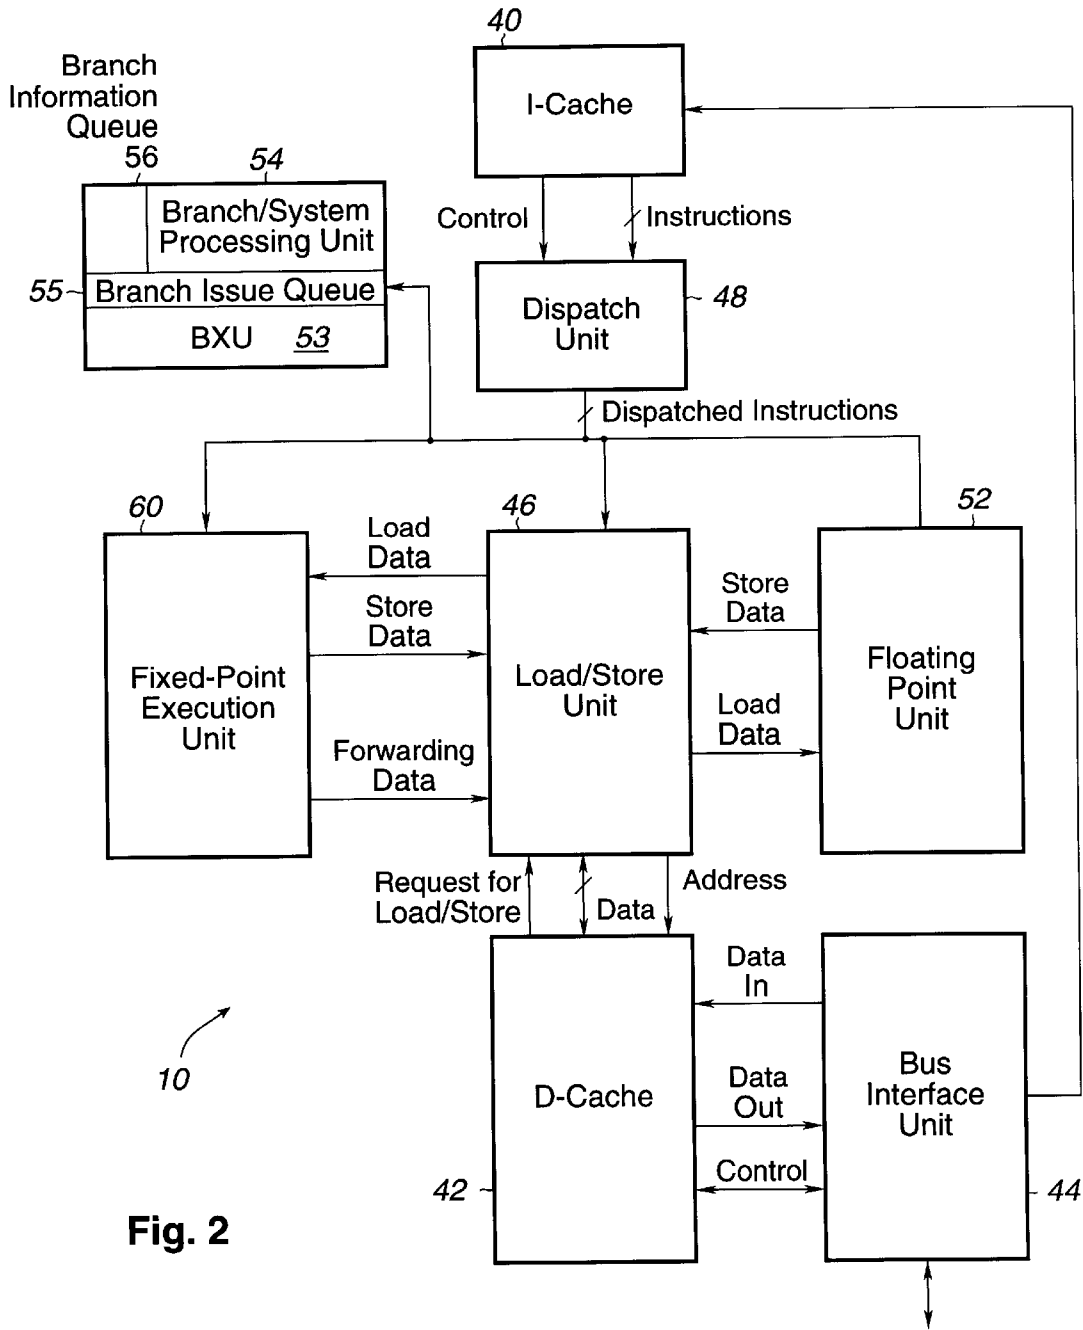 40
Branch
Information
Queue
56
54
I-Cache
Branch/System
Processing Unit
Control
Instructions
55
Branch Issue Queue
48
Dispatch
Unit
BXU 53
Dispatched Instructions
60
46
52
Load
Data
Store
Data
Store
Data
Fixed-Point
Execution
Unit
Load/Store
Unit
Floating
Point
Unit
Load
Data
Forwarding
Data
Request for
Load/Store
Data
Address
Data
In
10
D-Cache
Data
Out
Bus
Interface
Unit
Control
42
44
Fig. 2